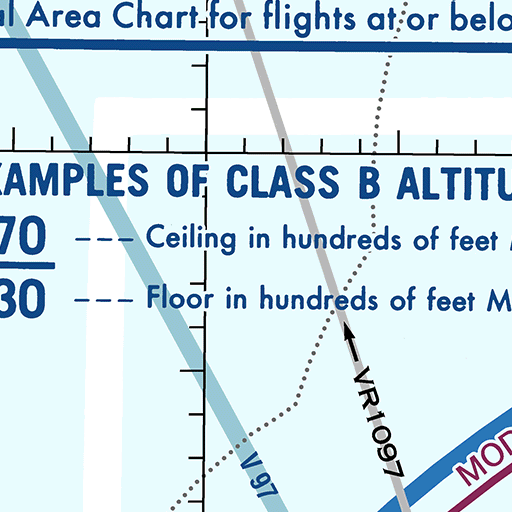 l Area Chart for flights at or belo
XAMPLES OF CLASS B ALTITU
70 --- Ceiling in hundreds of feet
30 --- Floor in hundreds of feet M
VR1097
V 97
MOD